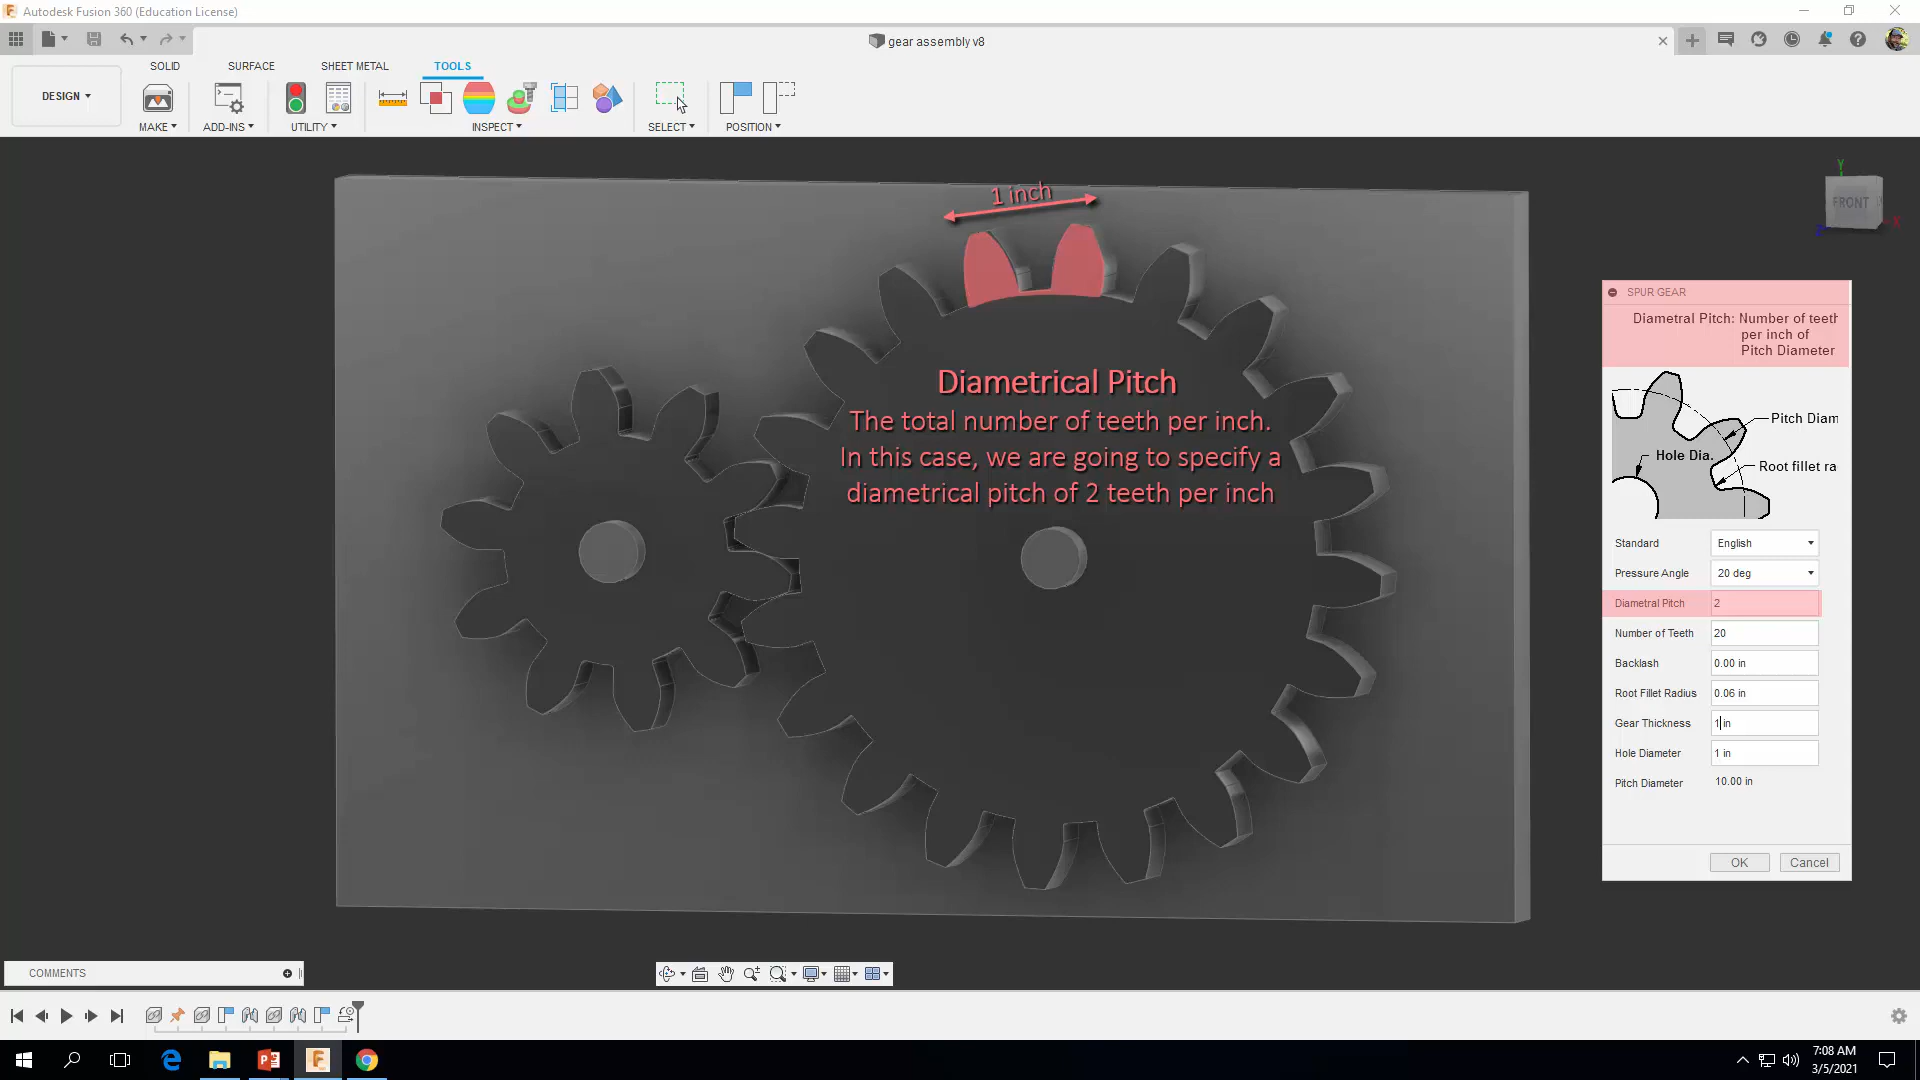 Autodesk Fusion 360 (Education License)
gear assembly v8
SOLID
SURFACE
SHEET METAL
TOOLS
DESIGN
MAKE
ADD-INS
UTILITY
INSPECT
SELECT
POSITION
1 inch
Y
FRONT
X
Z
Diametrical Pitch
The total number of teeth per inch.
In this case, we are going to specify a
diametrical pitch of 2 teeth per inch
SPUR GEAR
Diametral Pitch: Number of teeth
per inch of
Pitch Diameter
Pitch Diam
Hole Dia.
Root fillet ra
Standard English
Pressure Angle 20 deg
Diametral Pitch 2
Number of Teeth 20
Backlash 0.00 in
Root Fillet Radius 0.06 in
Gear Thickness 1 in
Hole Diameter 1 in
Pitch Diameter 10.00 in
OK
Cancel
COMMENTS
7:08 AM
3/5/2021